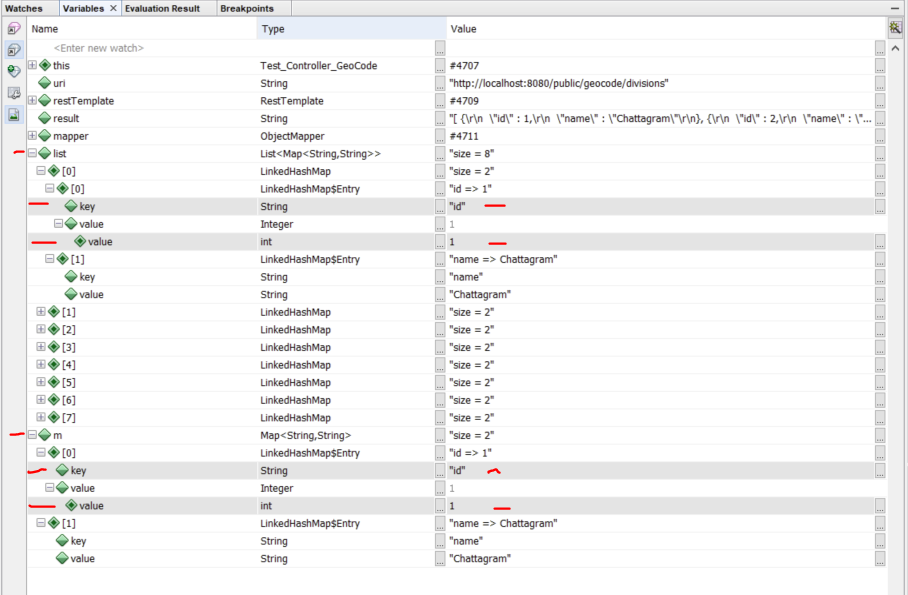 Watches Variables × Evaluation Result Breakpoints
Name Type Value
<Enter new watch> ... ...
this Test_Controller_GeoCode ... #4707 ...
uri String ... "http://localhost:8080/public/geocode/divisions" ...
restTemplate RestTemplate ... #4709 ...
result String ... "[ {\r\n \"id\" : 1,\r\n \"name\" : \"Chattagram\"\r\n}, {\r\n \"id\" : 2,\r\n \"name\" : \"... ...
mapper ObjectMapper ... #4711 ...
list List<Map<String,String>> ... "size = 8" ...
[0] LinkedHashMap ... "size = 2" ...
[0] LinkedHashMap$Entry ... "id => 1" ...
key String ... "id" ...
value Integer ... 1 ...
value int ... 1 ...
[1] LinkedHashMap$Entry ... "name => Chattagram" ...
key String ... "name" ...
value String ... "Chattagram" ...
[1] LinkedHashMap ... "size = 2" ...
[2] LinkedHashMap ... "size = 2" ...
[3] LinkedHashMap ... "size = 2" ...
[4] LinkedHashMap ... "size = 2" ...
[5] LinkedHashMap ... "size = 2" ...
[6] LinkedHashMap ... "size = 2" ...
[7] LinkedHashMap ... "size = 2" ...
m Map<String,String> ... "size = 2" ...
[0] LinkedHashMap$Entry ... "id => 1" ...
key String ... "id" ...
value Integer ... 1 ...
value int ... 1 ...
[1] LinkedHashMap$Entry ... "name => Chattagram" ...
key String ... "name" ...
value String ... "Chattagram" ...